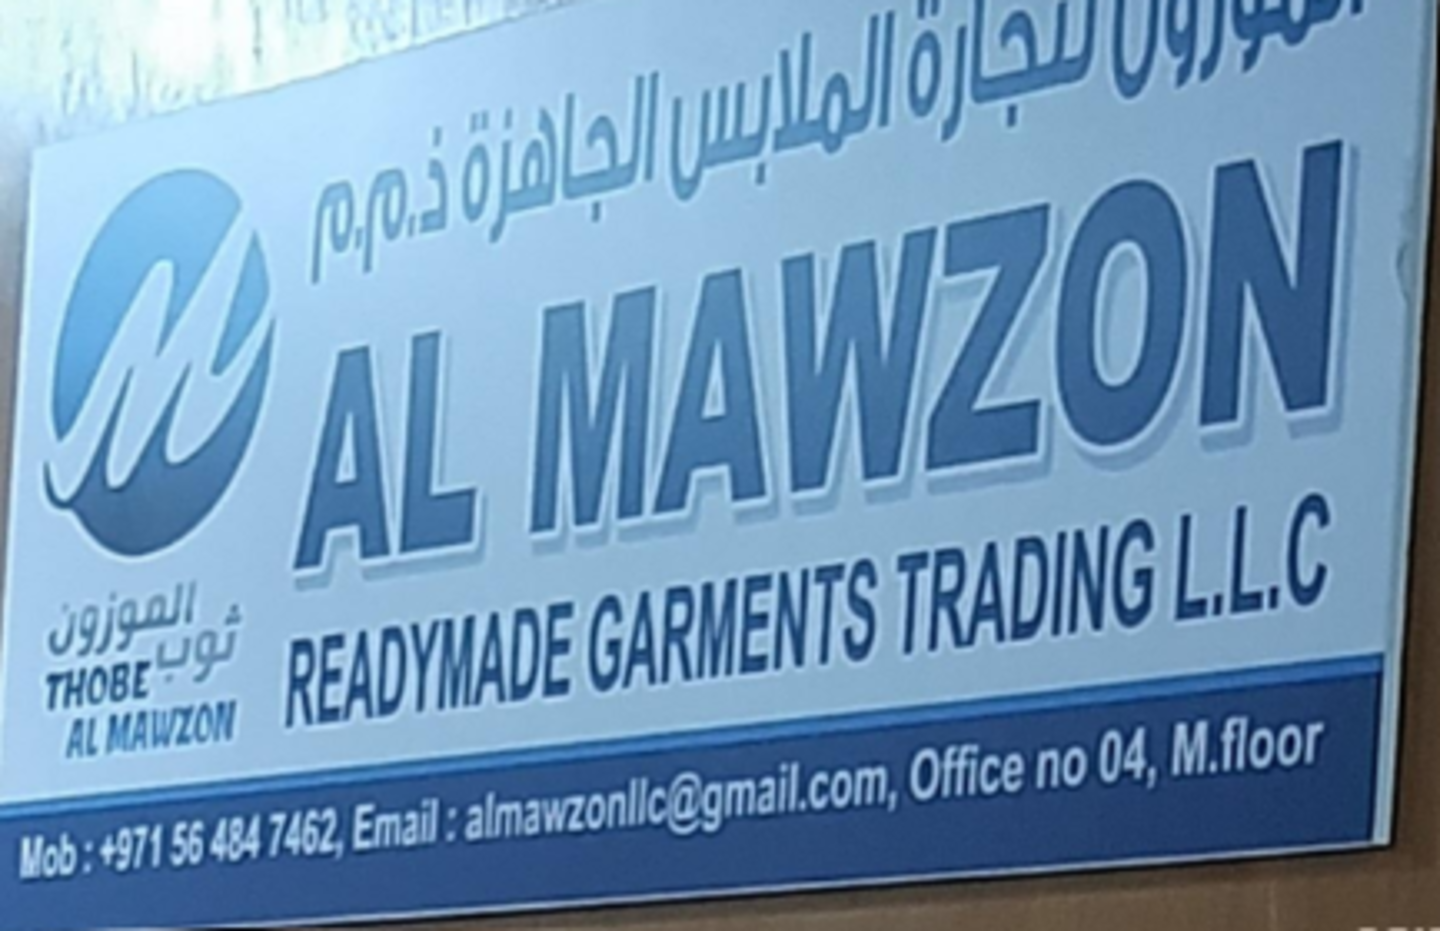 الموزون لتجارة الملابس الجاهزة ذ.م.م
AL MAWZON
READYMADE GARMENTS TRADING L.L.C
الموزون
ثوب
THOBE
AL MAWZON
Mob : +971 56 484 7462, Email : almawzonllc@gmail.com, Office no 04, M.floor